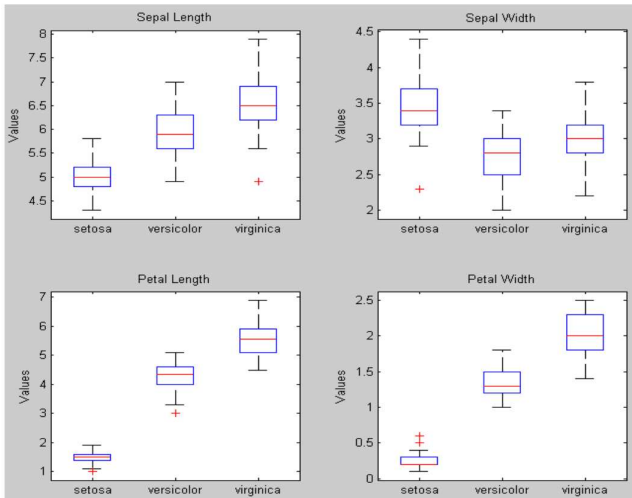 Sepal Length
8
7.5
7
6.5
6
5.5
5
4.5
Values
setosa versicolor virginica
Sepal Width
4.5
4
3.5
3
2.5
2
Values
setosa versicolor virginica
Petal Length
7
6
5
4
3
2
1
Values
setosa versicolor virginica
Petal Width
2.5
2
1.5
1
0.5
0
Values
setosa versicolor virginica